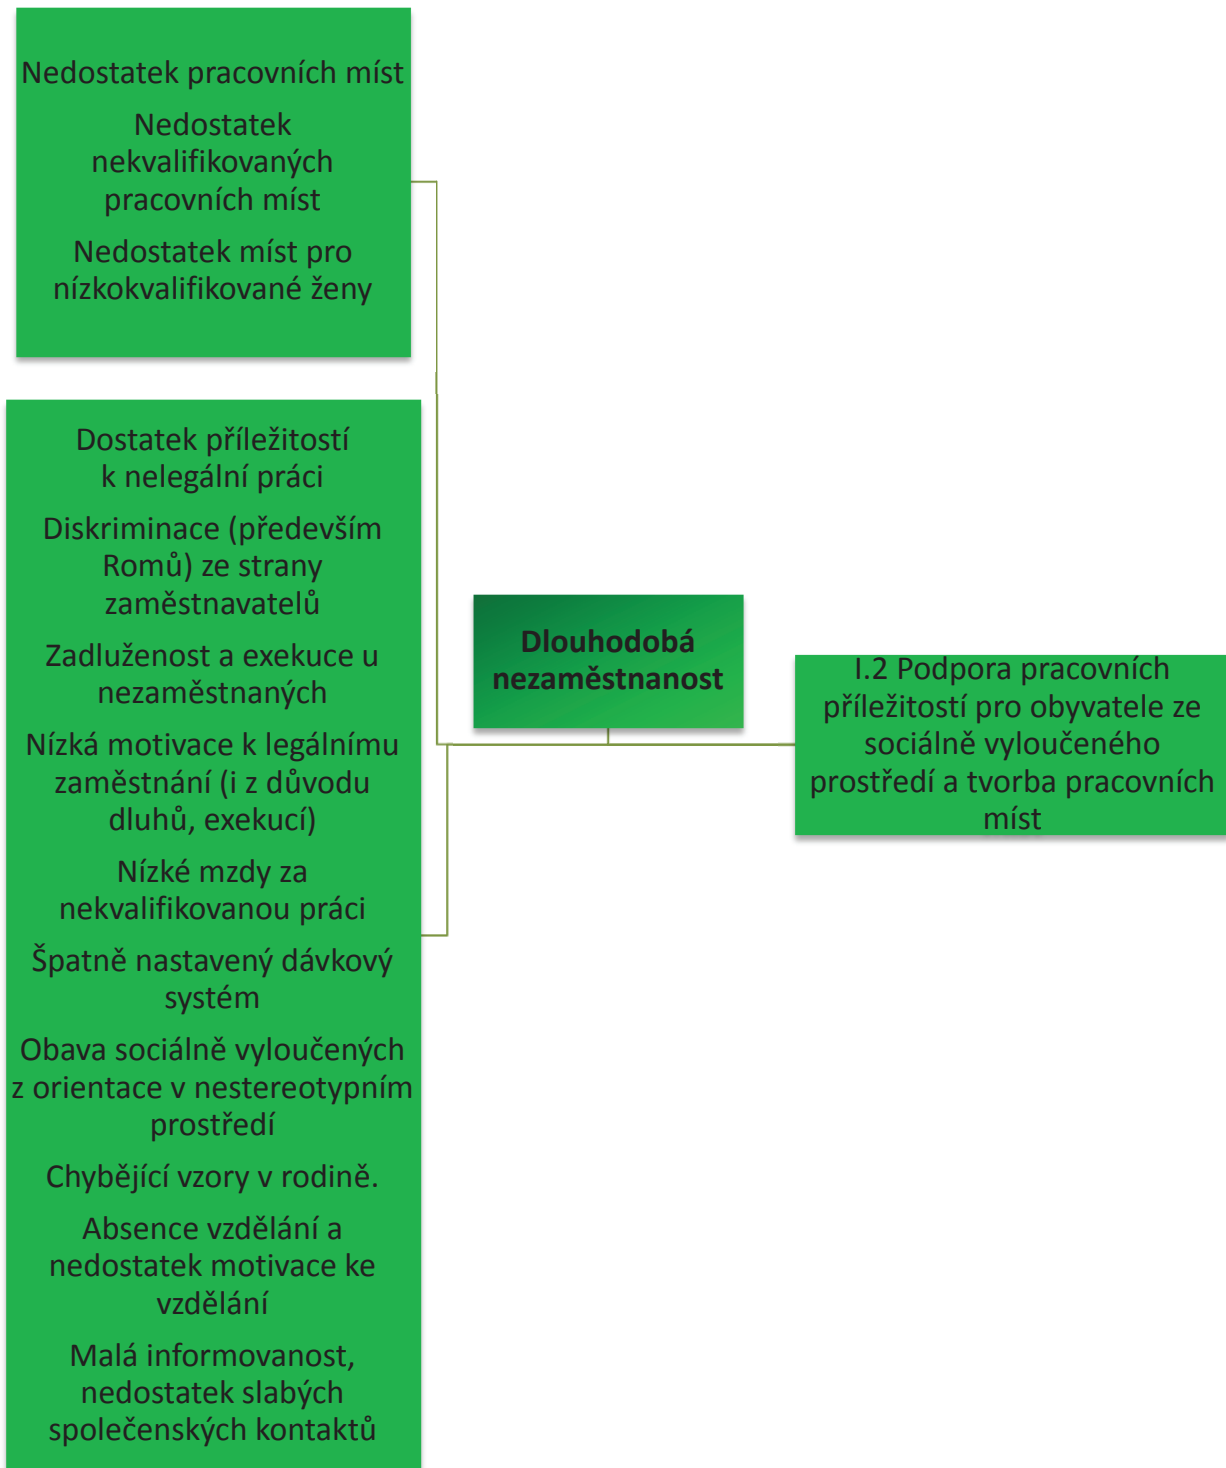 Nedostatek pracovních míst
Nedostatek
nekvalifikovaných
pracovních míst
Nedostatek míst pro
nízkokvalifikované ženy
Dostatek příležitostí
k nelegální práci
Diskriminace (především
Romů) ze strany
zaměstnavatelů
Zadluženost a exekuce u
nezaměstnaných
Nízká motivace k legálnímu
zaměstnání (i z důvodu
dluhů, exekucí)
Nízké mzdy za
nekvalifikovanou práci
Špatně nastavený dávkový
systém
Obava sociálně vyloučených
z orientace v nestereotypním
prostředí
Chybějící vzory v rodině.
Absence vzdělání a
nedostatek motivace ke
vzdělání
Malá informovanost,
nedostatek slabých
společenských kontaktů
Dlouhodobá
nezaměstnanost
I.2 Podpora pracovních
příležitostí pro obyvatele ze
sociálně vyloučeného
prostředí a tvorba pracovních
míst